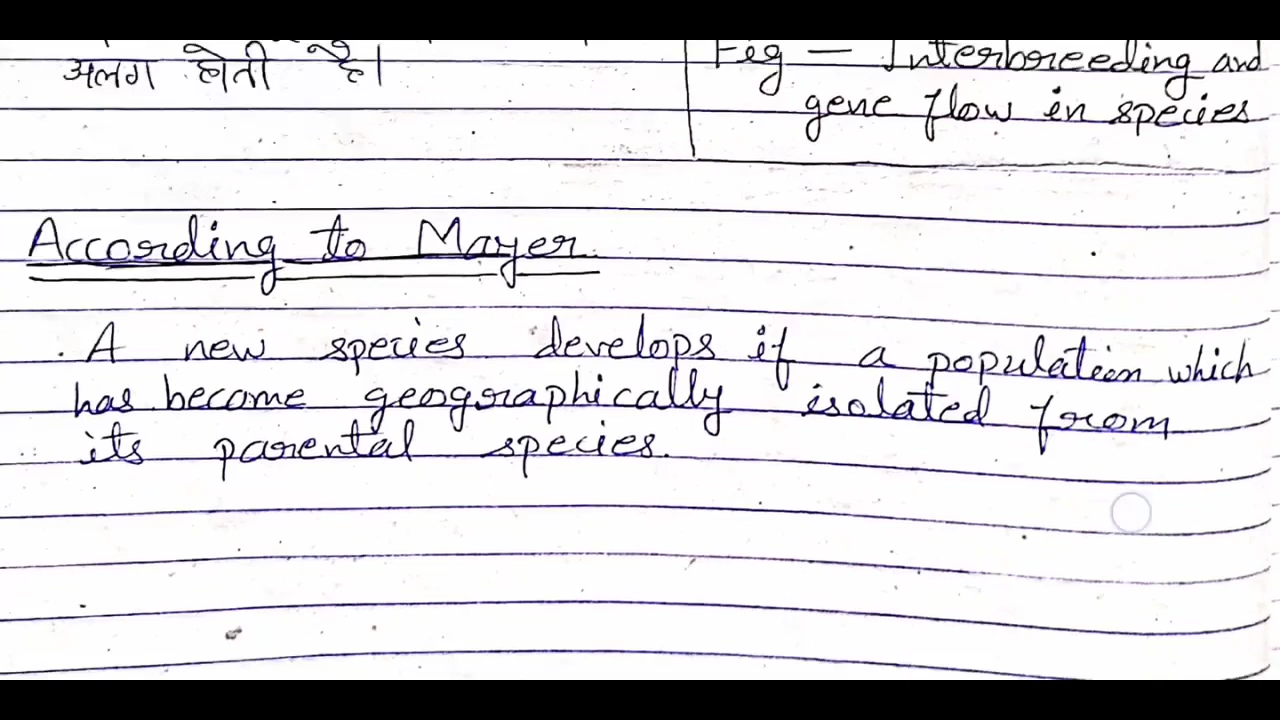 अलग होती है।
Fig — Interbreeding and
gene flow in species
According to Mayer
A new species develops if a population which
has become geographically isolated from
its parental species.